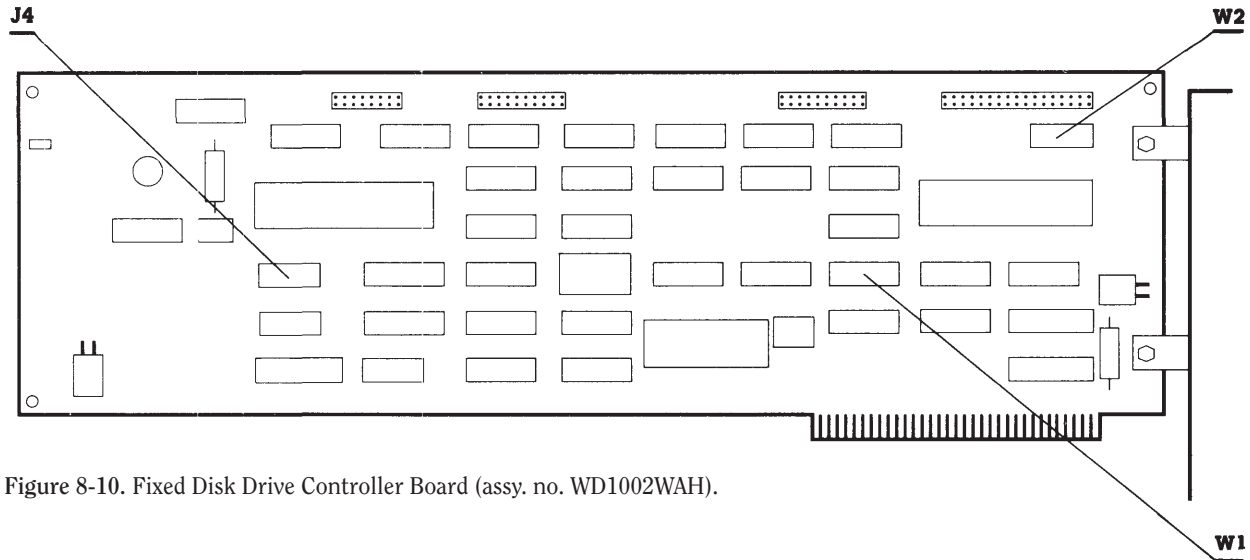 J4
W2
Figure 8-10. Fixed Disk Drive Controller Board (assy. no. WD1002WAH).
W1